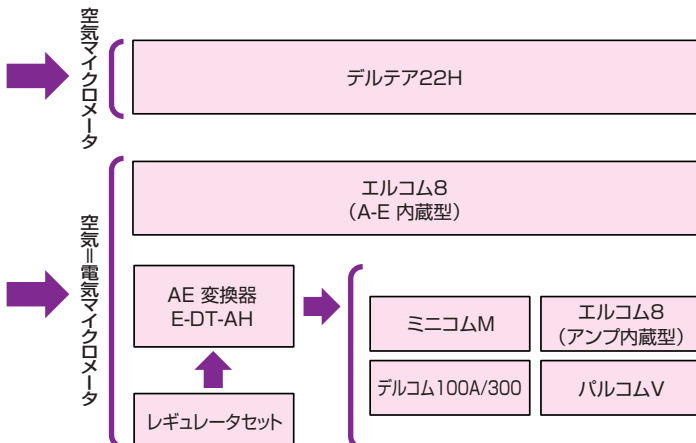 空気マイクロメータ
デルテア22H
空気＝電気マイクロメータ
エルコム8
（A-E 内蔵型）
AE 変換器
E-DT-AH
レギュレータセット
ミニコムM
エルコム8
（アンプ内蔵型）
デルコム100A/300
パルコムV